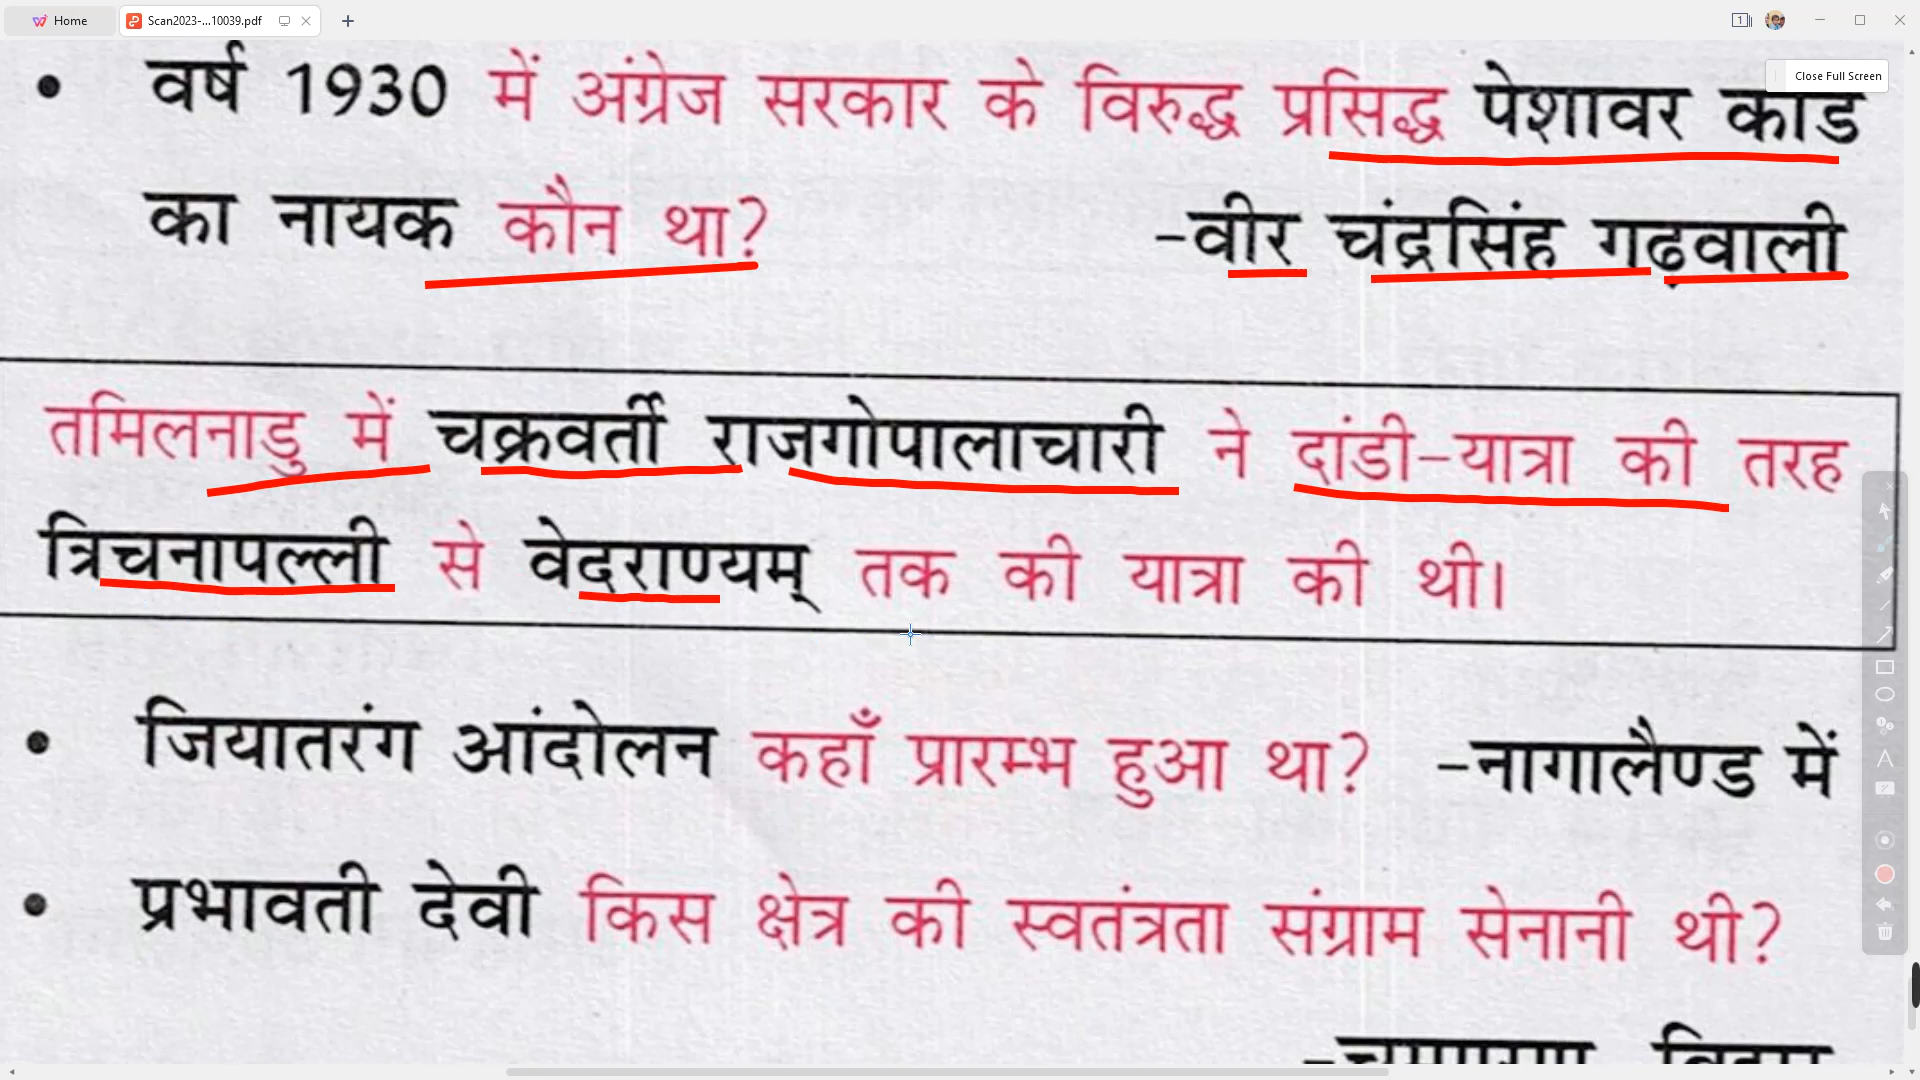 Home
Scan2023-...10039.pdf
1
Close Full Screen
• वर्ष 1930 में अंग्रेज सरकार के विरुद्ध प्रसिद्ध पेशावर कांड
का नायक कौन था? -वीर चंद्रसिंह गढ़वाली
तमिलनाडु में चक्रवर्ती राजगोपालाचारी ने दांडी-यात्रा की तरह
त्रिचनापल्ली से वेदराण्यम् तक की यात्रा की थी।
• जियातरंग आंदोलन कहाँ प्रारम्भ हुआ था? -नागालैण्ड में
• प्रभावती देवी किस क्षेत्र की स्वतंत्रता संग्राम सेनानी थी?